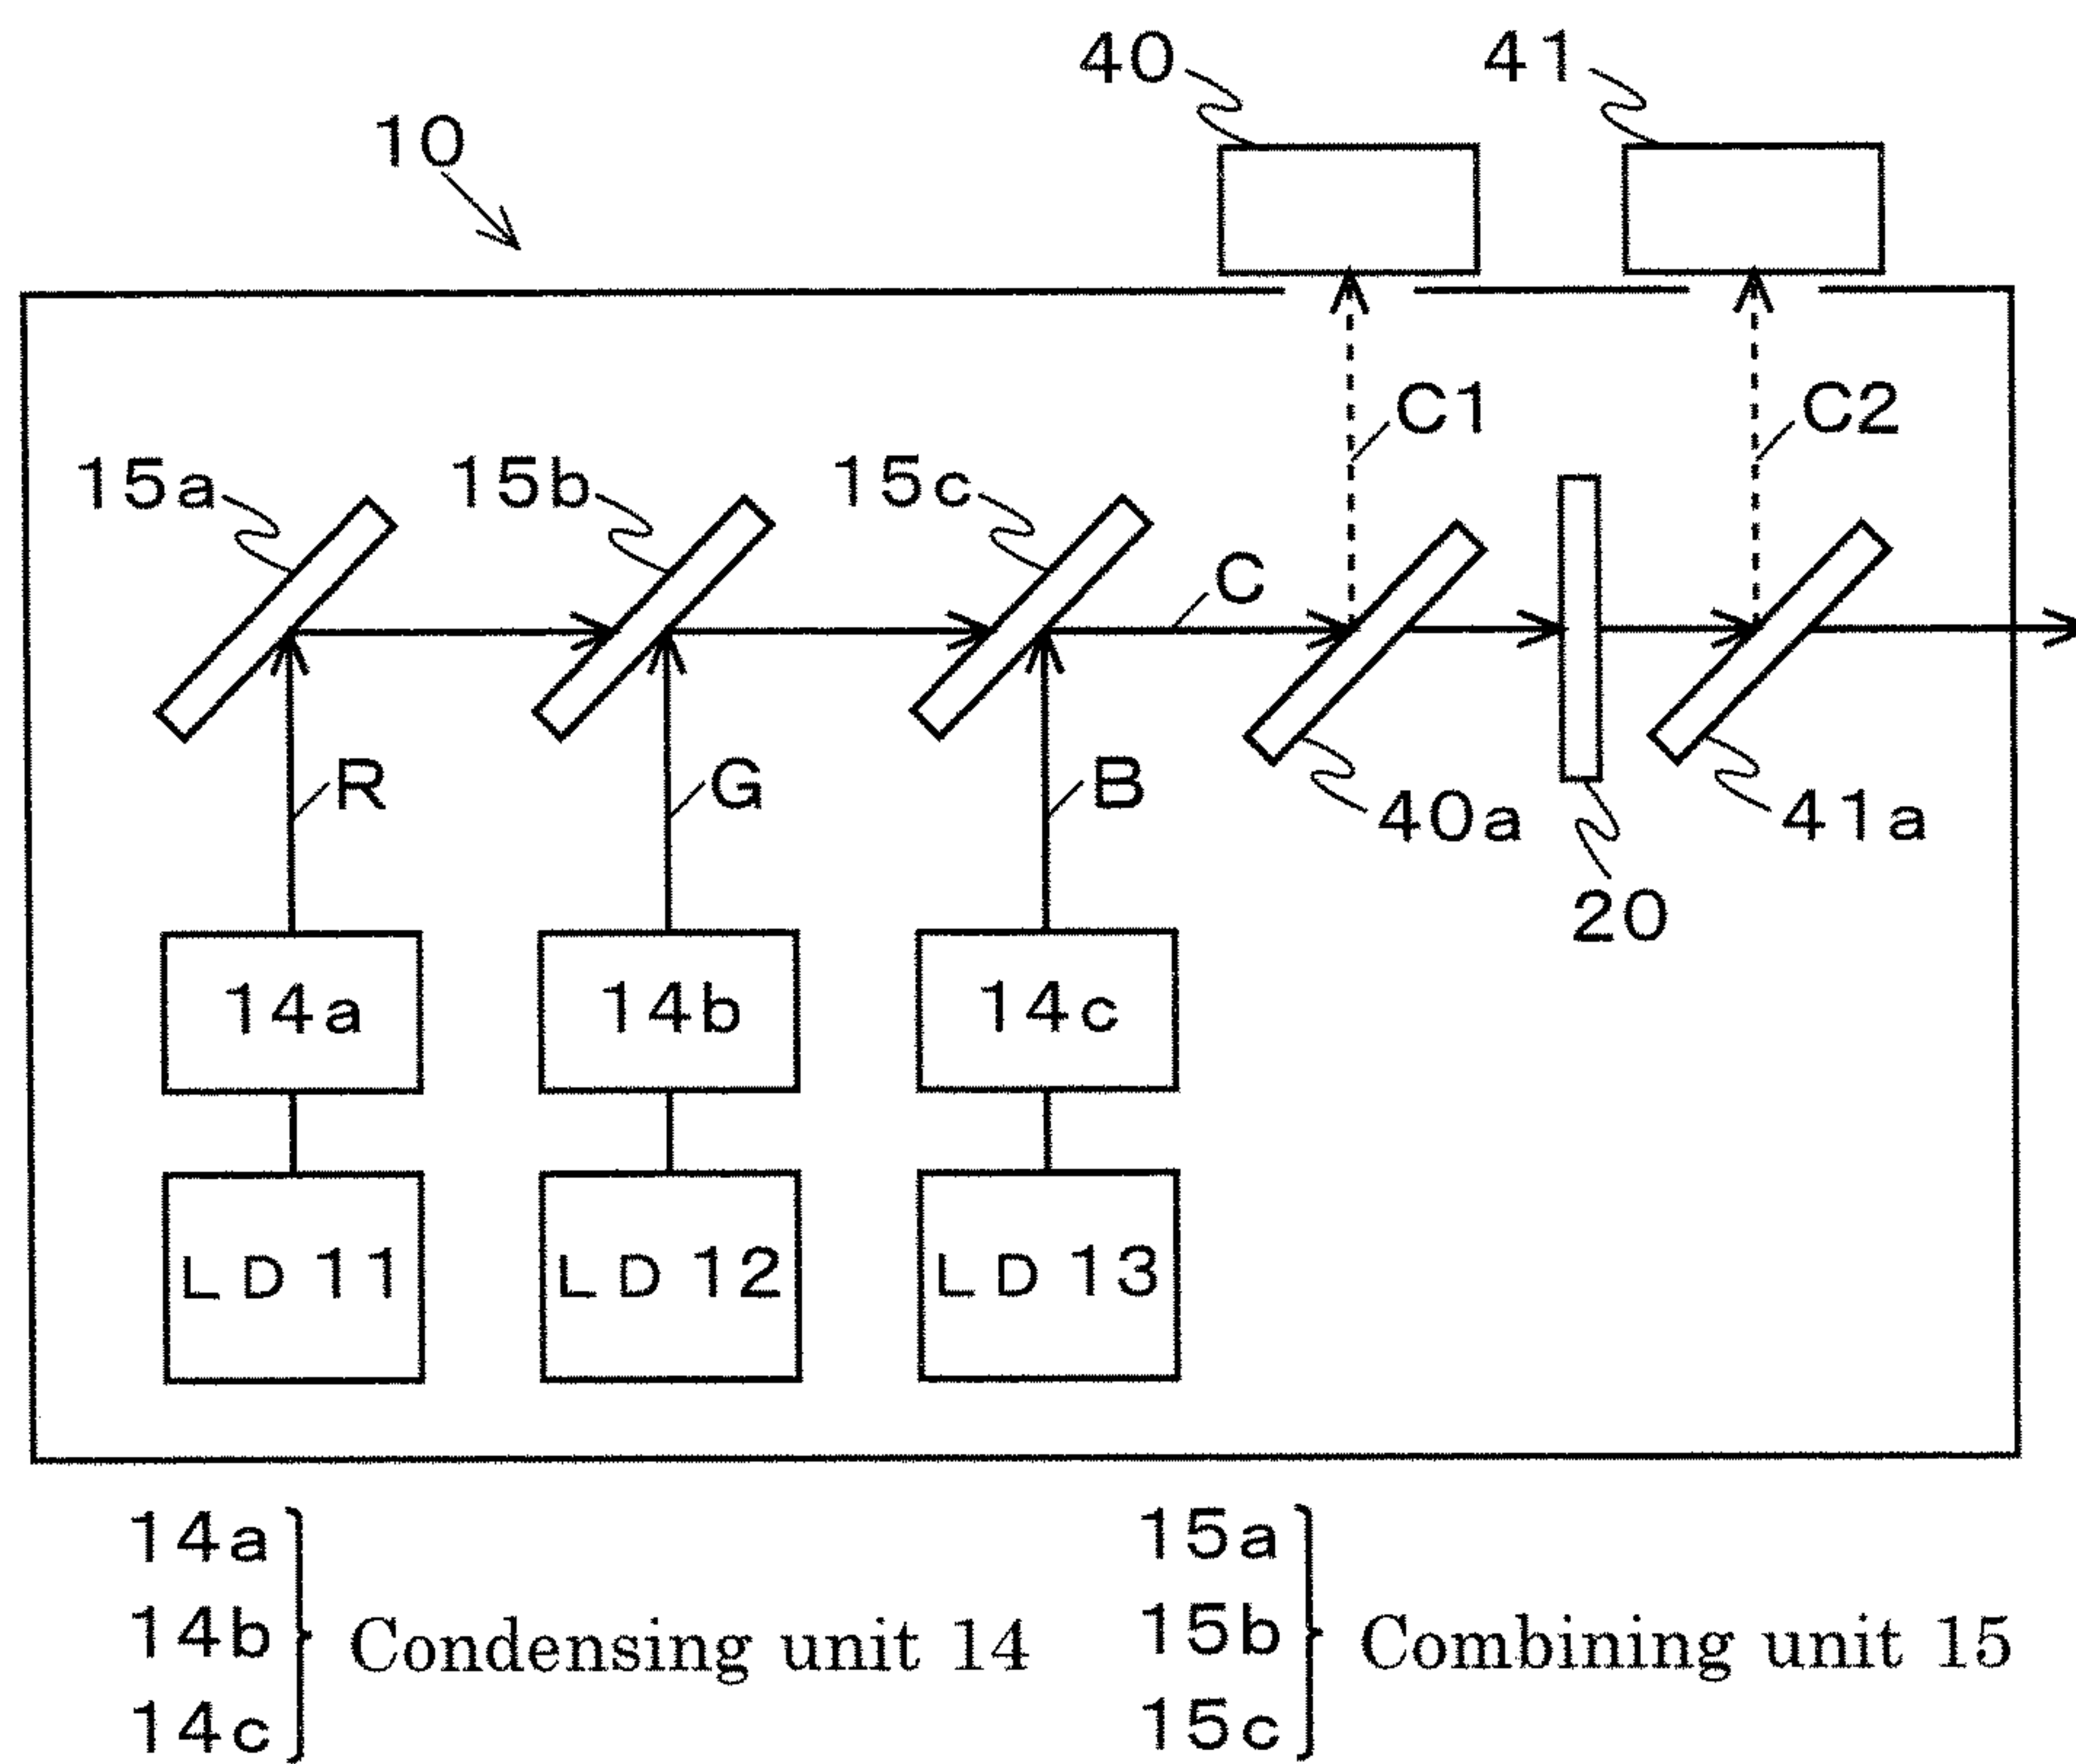 40
41
10
C1
C2
15a
15b
15c
C
R
G
B
40a
41a
20
14a
14b
14c
LD 11
LD 12
LD 13
14a
14b
14c
Condensing unit 14
15a
15b
15c
Combining unit 15